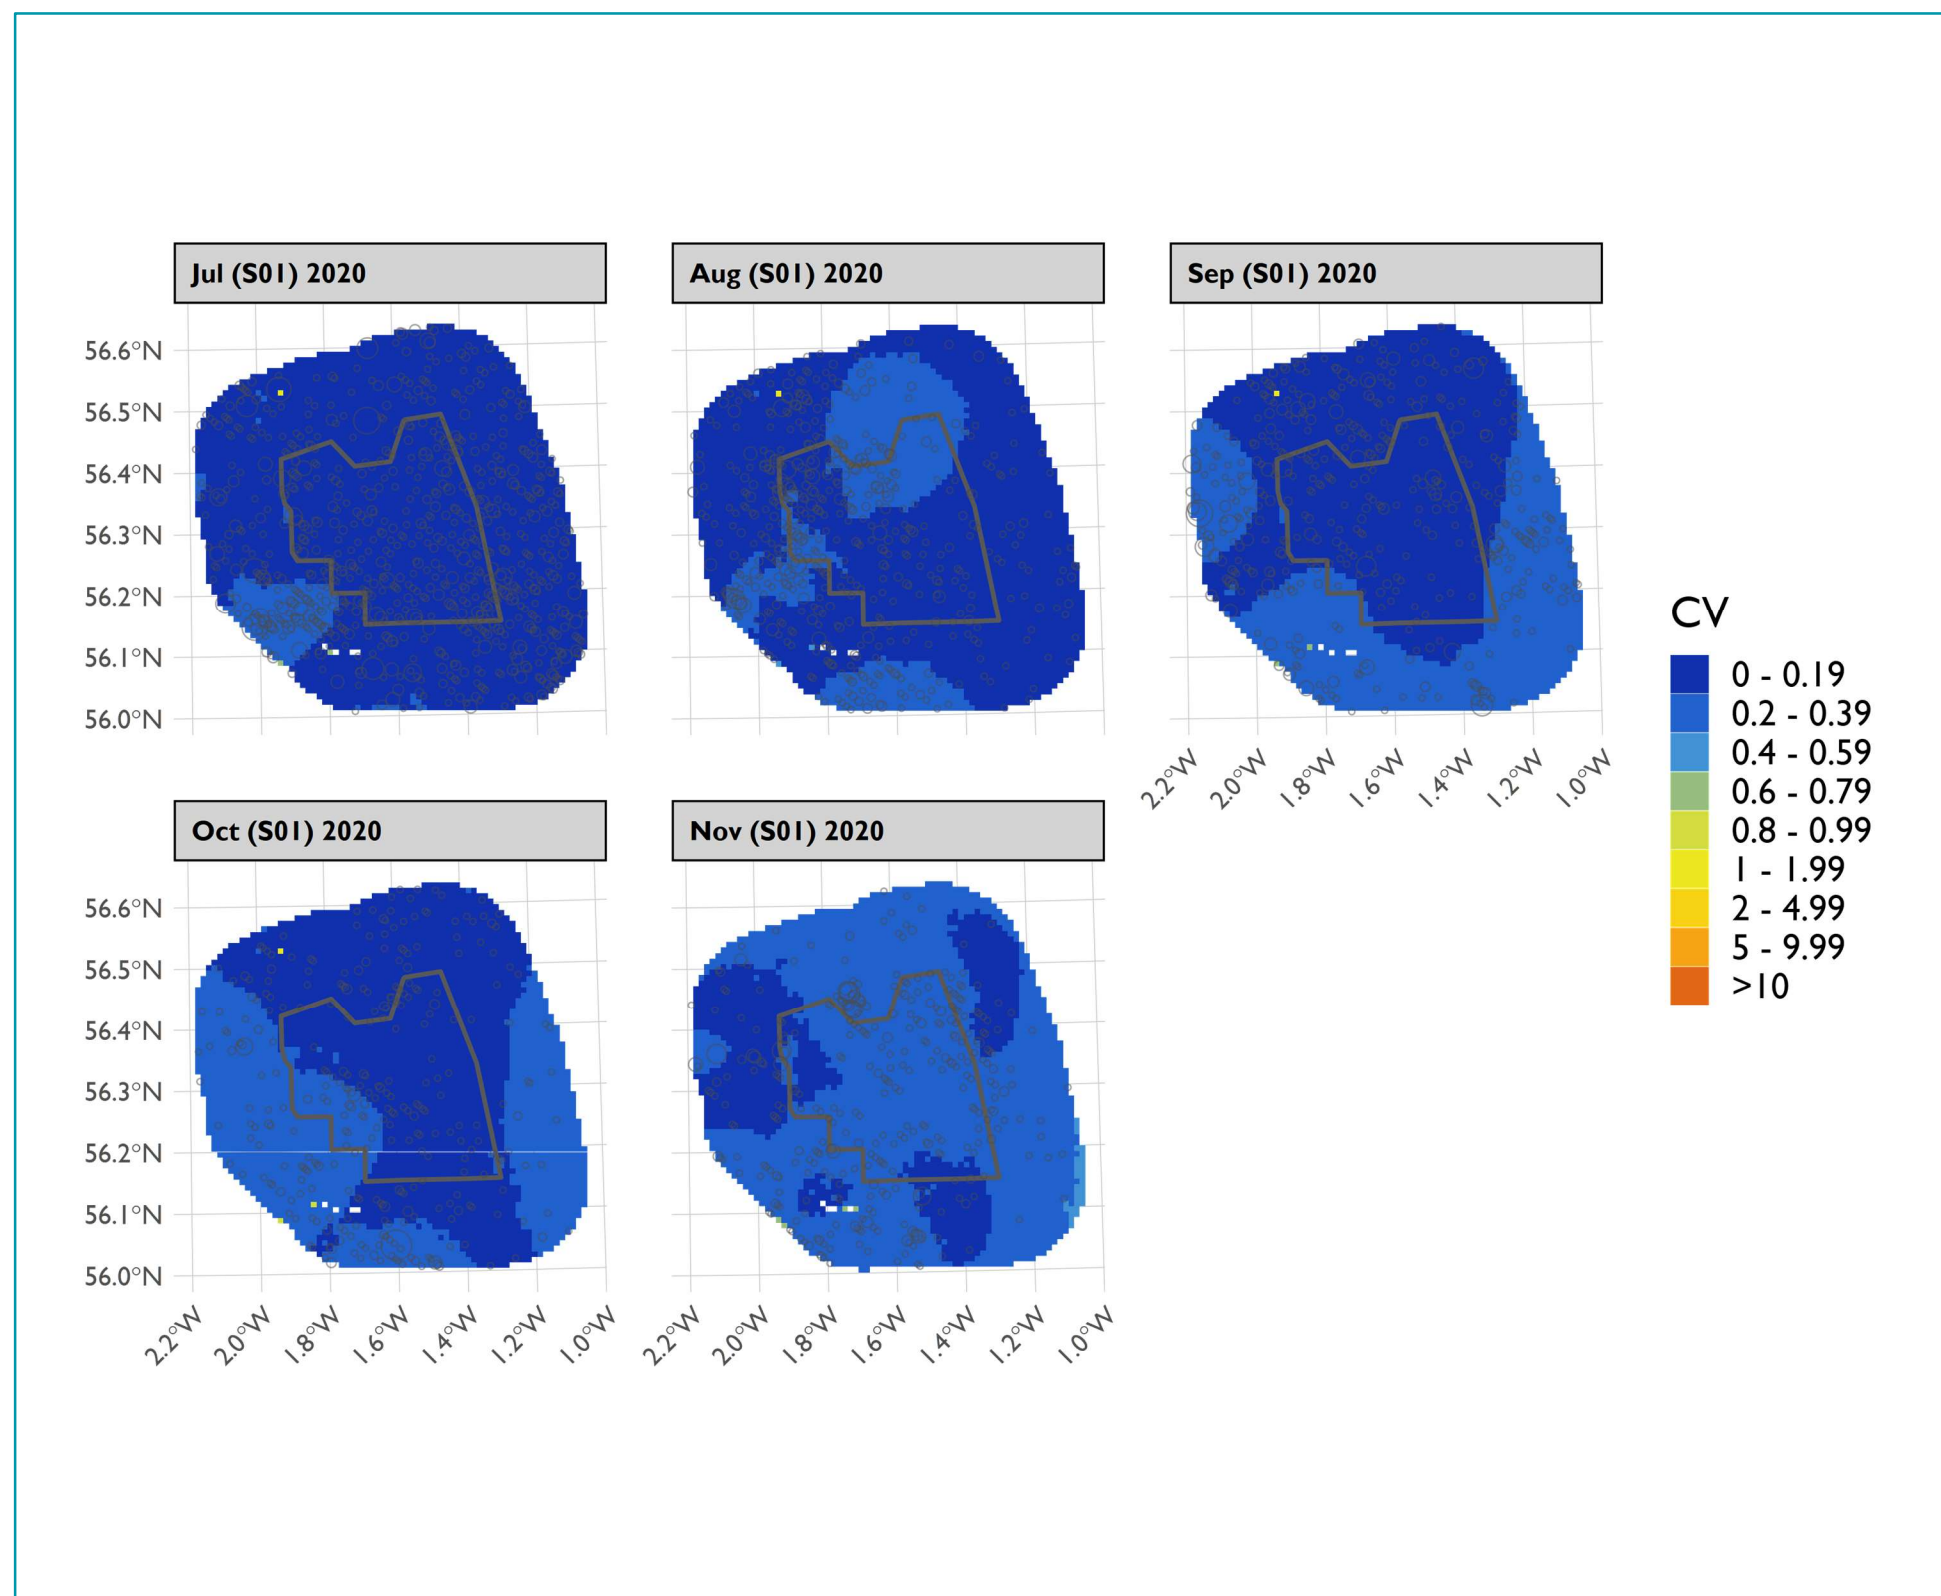 Jul (S01) 2020
Aug (S01) 2020
Sep (S01) 2020
56.6°N
56.5°N
56.4°N
56.3°N
56.2°N
56.1°N
56.0°N
2.2°W
2.0°W
1.8°W
1.6°W
1.4°W
1.2°W
1.0°W
CV
0 - 0.19
0.2 - 0.39
0.4 - 0.59
0.6 - 0.79
0.8 - 0.99
1 - 1.99
2 - 4.99
5 - 9.99
>10
Oct (S01) 2020
Nov (S01) 2020
56.6°N
56.5°N
56.4°N
56.3°N
56.2°N
56.1°N
56.0°N
2.2°W
2.0°W
1.8°W
1.6°W
1.4°W
1.2°W
1.0°W
2.2°W
2.0°W
1.8°W
1.6°W
1.4°W
1.2°W
1.0°W